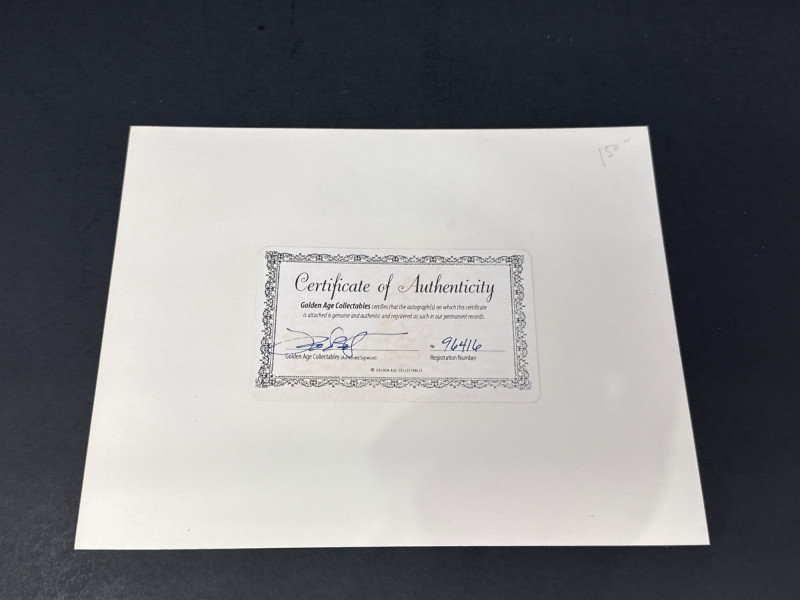 150-
Certificate of Authenticity
Golden Age Collectables certifies that the autograph(s) on which this certificate
is attached is genuine and authentic and registered as such in our permanent records.
No. 96416
Golden Age Collectables (Authorized Signature) Registration Number
© GOLDEN AGE COLLECTABLES